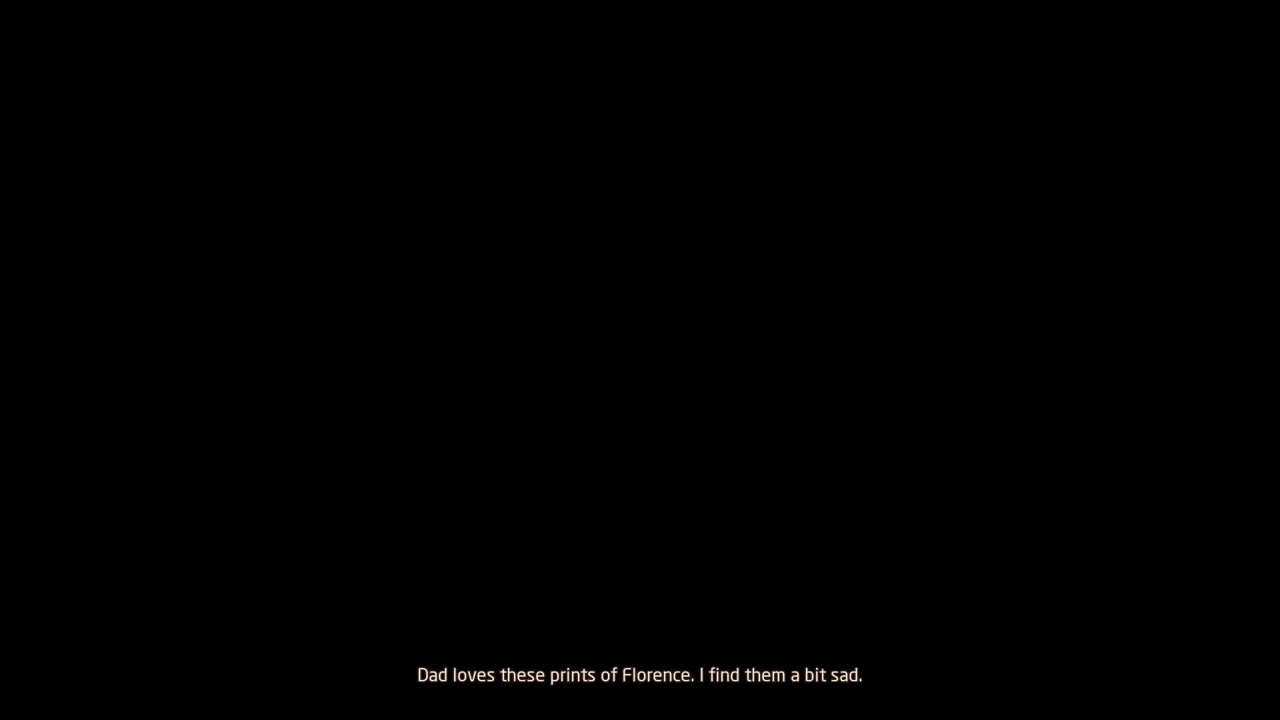 Dad loves these prints of Florence. I find them a bit sad.